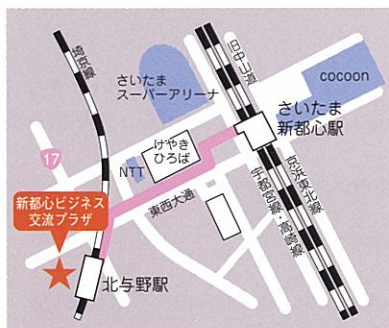 埼京線
旧中山道
cocoon
さいたま
スーパーアリーナ
さいたま
新都心駅
けやき
ひろば
17
NTT
東西大通
京浜東北線
宇都宮線・高崎線
新都心ビジネス
交流プラザ
北与野駅